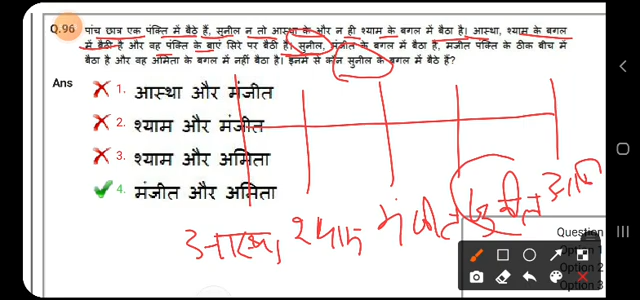 Q.96 पांच छात्र एक पंक्ति में बैठे हैं, सुनील न तो आस्था के और न ही श्याम के बगल में बैठा है। आस्था, श्याम के बगल
में बैठी है और वह पंक्ति के बाएं सिरे पर बैठी है। सुनील, मंजीत के बगल में बैठा है, मंजीत पंक्ति के ठीक बीच में
बैठा है और वह अमिता के बगल में नहीं बैठा है। इनमें से कौन सुनील के बगल में बैठे हैं?
Ans
1. आस्था और मंजीत
2. श्याम और मंजीत
3. श्याम और अमिता
4. मंजीत और अमिता
आस्था श्याम मंजीत
Question
Option 1
Option 2
Option 3